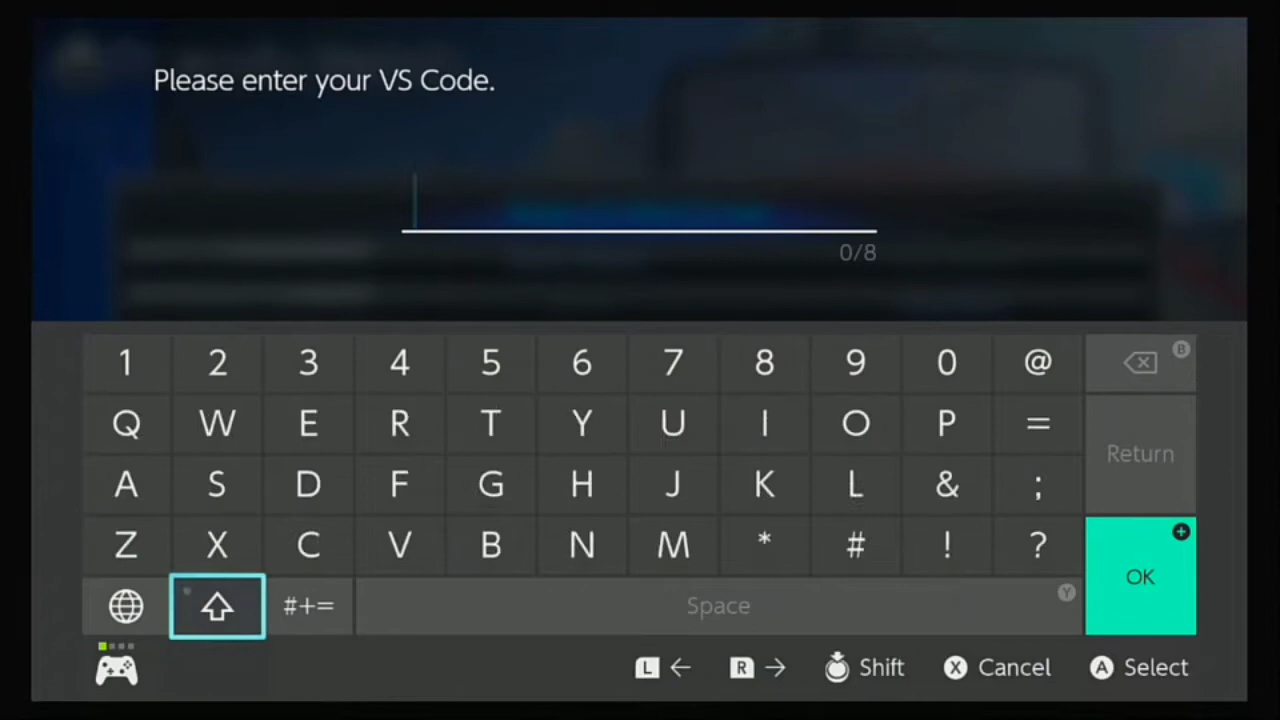 Please enter your VS Code.
0/8
1 2 3 4 5 6 7 8 9 0 @ B
Q W E R T Y U I O P =
A S D F G H J K L & ; Return
Z X C V B N M * # ! ? + OK
#+= Space Y
L ← R → Shift X Cancel A Select